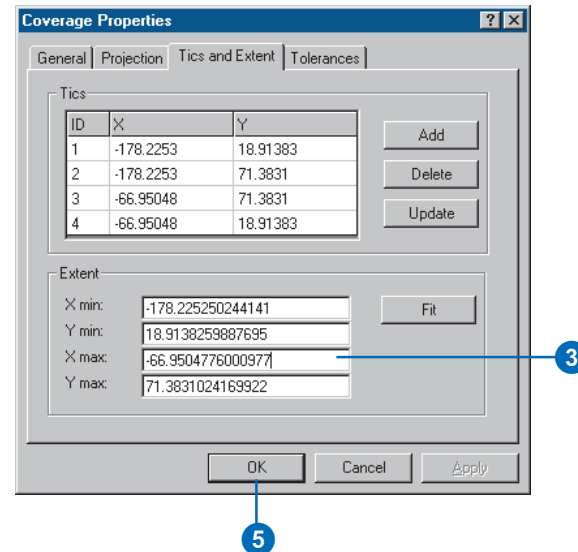 Coverage Properties
General Projection Tics and Extent Tolerances
Tics
ID X Y
1 -178.2253 18.91383
2 -178.2253 71.3831
3 -66.95048 71.3831
4 -66.95048 18.91383
Add
Delete
Update
Extent
X min: -178.225250244141
Y min: 18.9138259887695
X max: -66.9504776000977
Y max: 71.3831024169922
Fit
3
OK Cancel Apply
5